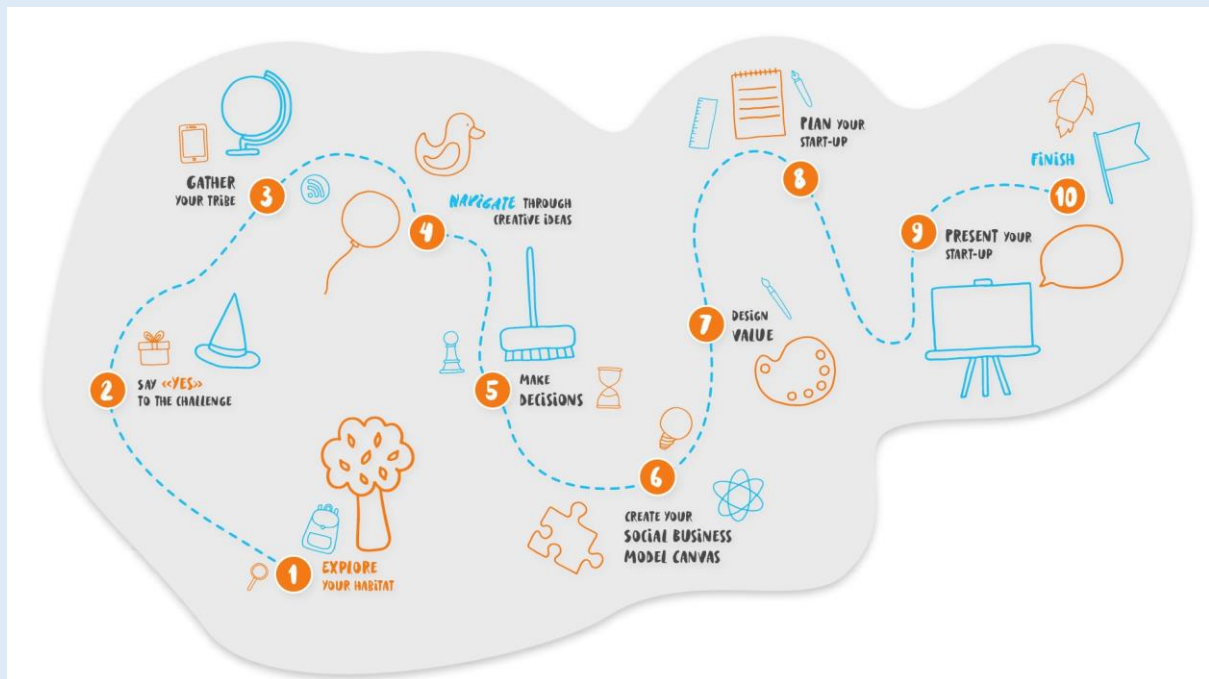 1
EXPLORE
YOUR HABITAT
2
SAY «YES»
TO THE CHALLENGE
3
GATHER
YOUR TRIBE
4
NAVIGATE THROUGH
CREATIVE IDEAS
5
MAKE
DECISIONS
6
CREATE YOUR
SOCIAL BUSINESS
MODEL CANVAS
7
DESIGN
VALUE
8
PLAN YOUR
START-UP
9
PRESENT YOUR
START-UP
FINISH
10